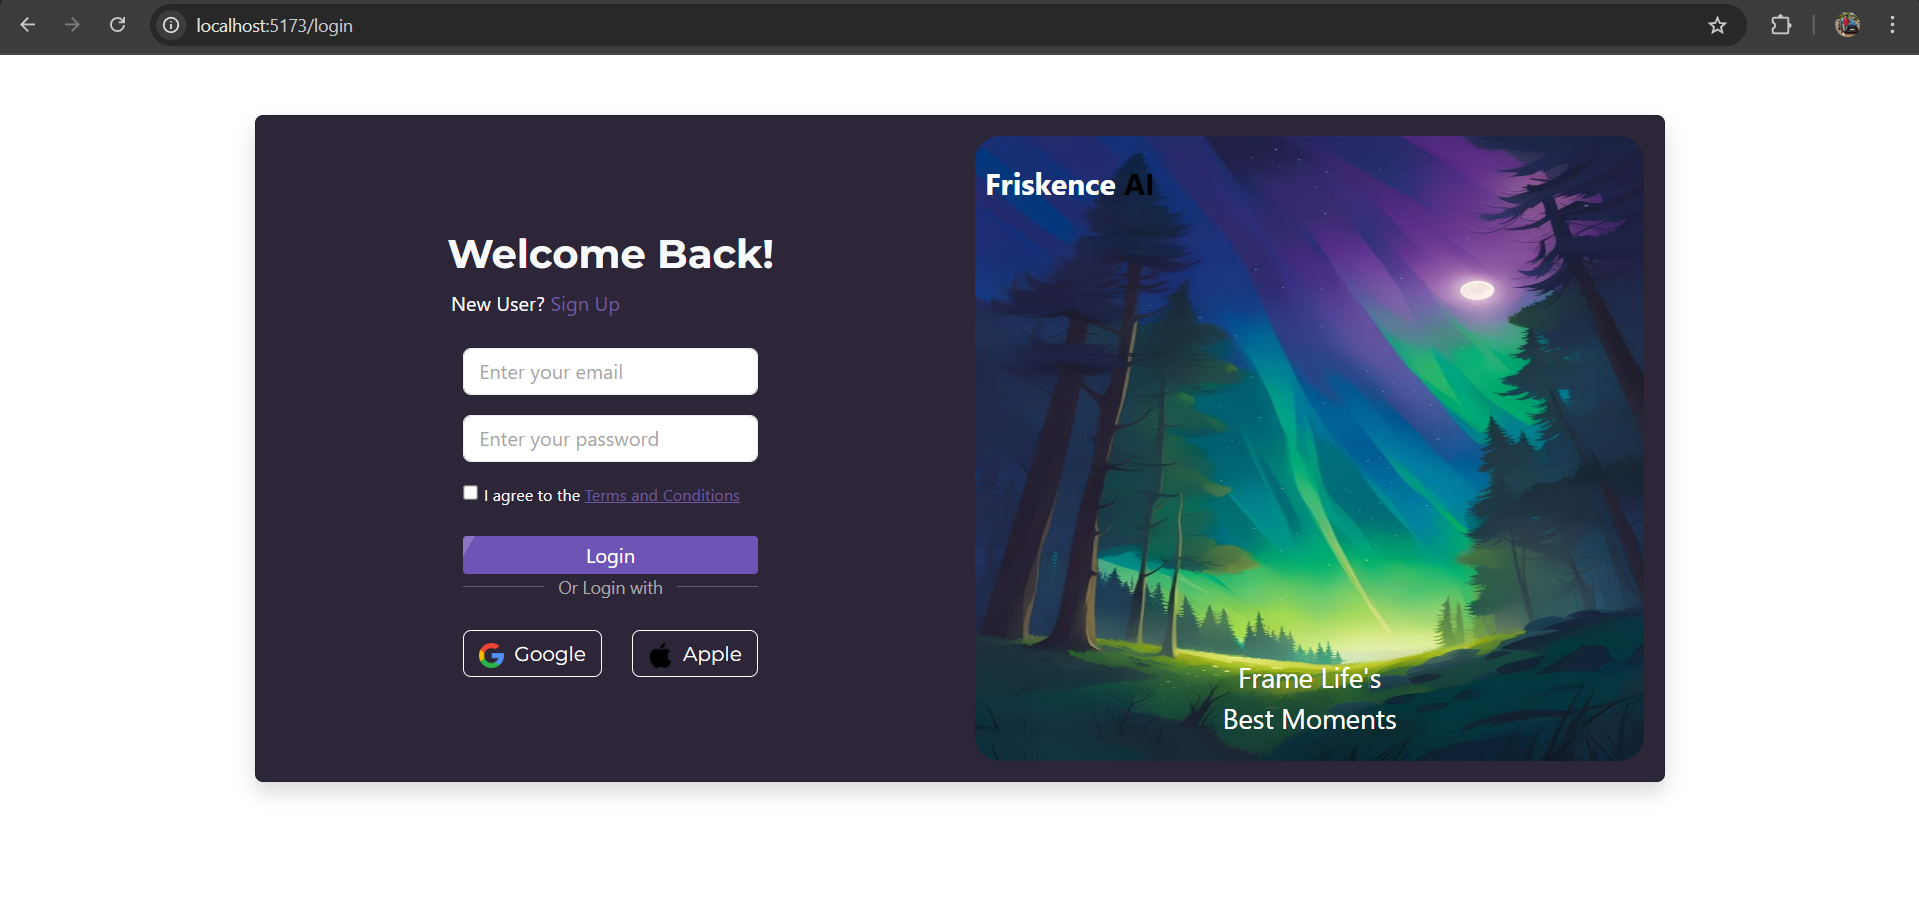 localhost:5173/login
Friskence AI
Welcome Back!
New User? Sign Up
Enter your email
Enter your password
I agree to the Terms and Conditions
Login
Or Login with
Google
Apple
Frame Life's
Best Moments